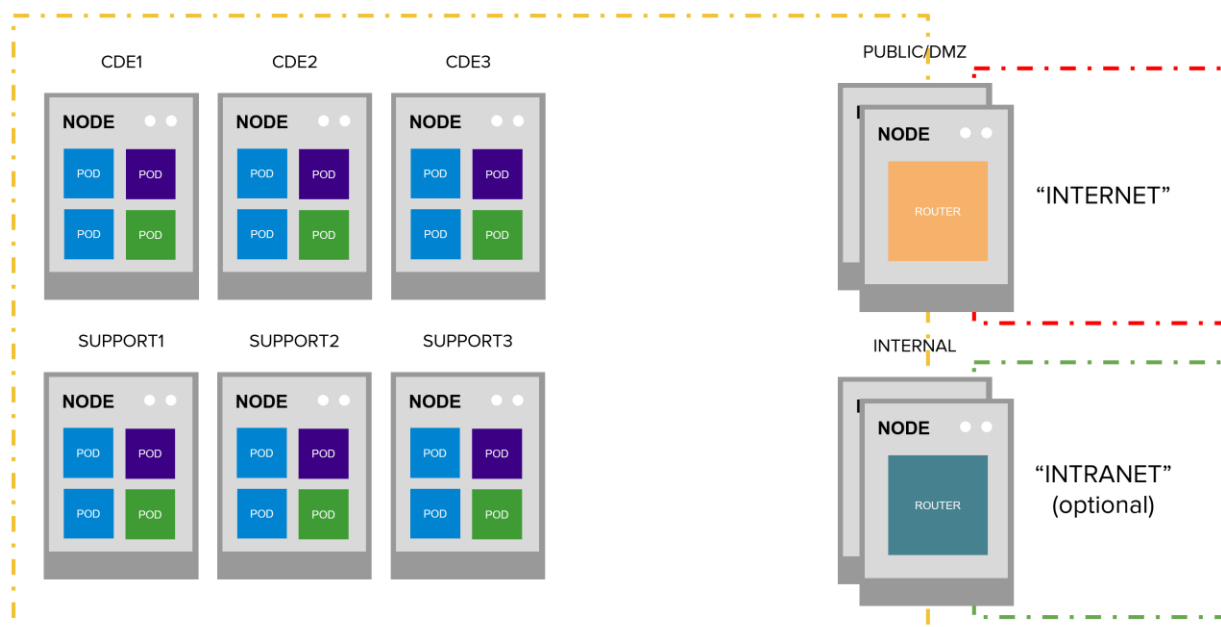 CDE1
CDE2
CDE3
PUBLIC/DMZ
NODE
NODE
NODE
NODE
POD
POD
POD
POD
POD
POD
ROUTER
"INTERNET"
POD
POD
POD
POD
POD
POD
SUPPORT1
SUPPORT2
SUPPORT3
INTERNAL
NODE
NODE
NODE
NODE
POD
POD
POD
POD
POD
POD
ROUTER
“INTRANET”
(optional)
POD
POD
POD
POD
POD
POD